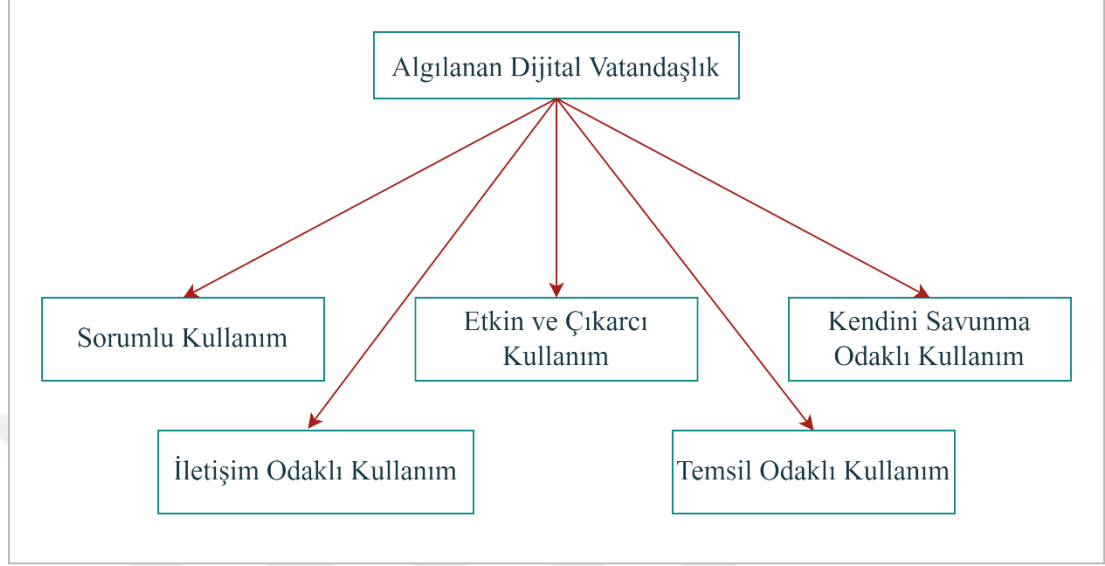 Algılanan Dijital Vatandaşlık
Sorumlu Kullanım
Etkin ve Çıkarcı
Kullanım
Kendini Savunma
Odaklı Kullanım
İletişim Odaklı Kullanım
Temsil Odaklı Kullanım